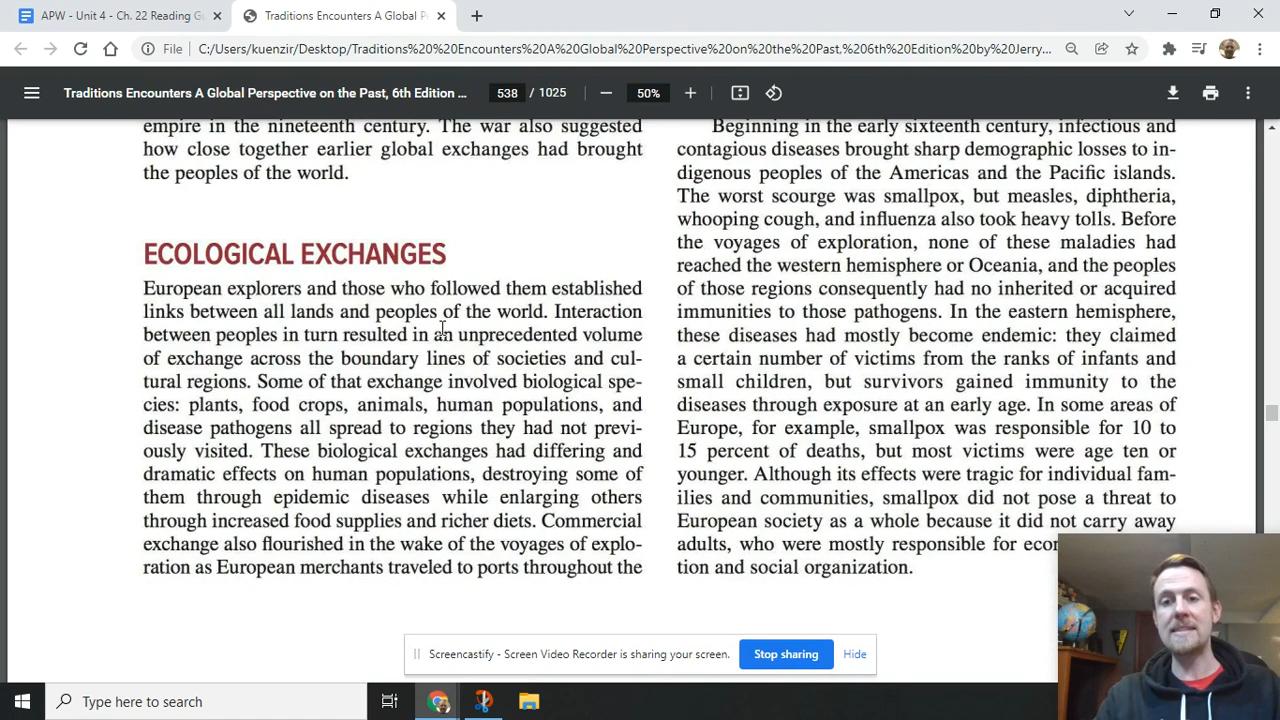 APW - Unit 4 - Ch. 22 Reading G
Traditions Encounters A Global P
File
C:/Users/kuenzir/Desktop/Traditions%20%20Encounters%20A%20Global%20Perspective%20on%20the%20Past,%206th%20Edition%20by%20Jerry...
Traditions Encounters A Global Perspective on the Past, 6th Edition ...
538 / 1025
50%
empire in the nineteenth century. The war also suggested
how close together earlier global exchanges had brought
the peoples of the world.
ECOLOGICAL EXCHANGES
European explorers and those who followed them established
links between all lands and peoples of the world. Interaction
between peoples in turn resulted in an unprecedented volume
of exchange across the boundary lines of societies and cul-
tural regions. Some of that exchange involved biological spe-
cies: plants, food crops, animals, human populations, and
disease pathogens all spread to regions they had not previ-
ously visited. These biological exchanges had differing and
dramatic effects on human populations, destroying some of
them through epidemic diseases while enlarging others
through increased food supplies and richer diets. Commercial
exchange also flourished in the wake of the voyages of explo-
ration as European merchants traveled to ports throughout the
Beginning in the early sixteenth century, infectious and
contagious diseases brought sharp demographic losses to in-
digenous peoples of the Americas and the Pacific islands.
The worst scourge was smallpox, but measles, diphtheria,
whooping cough, and influenza also took heavy tolls. Before
the voyages of exploration, none of these maladies had
reached the western hemisphere or Oceania, and the peoples
of those regions consequently had no inherited or acquired
immunities to those pathogens. In the eastern hemisphere,
these diseases had mostly become endemic: they claimed
a certain number of victims from the ranks of infants and
small children, but survivors gained immunity to the
diseases through exposure at an early age. In some areas of
Europe, for example, smallpox was responsible for 10 to
15 percent of deaths, but most victims were age ten or
younger. Although its effects were tragic for individual fam-
ilies and communities, smallpox did not pose a threat to
European society as a whole because it did not carry away
adults, who were mostly responsible for
tion and social organization.
Screencastify - Screen Video Recorder is sharing your screen.
Stop sharing
Hide
Type here to search